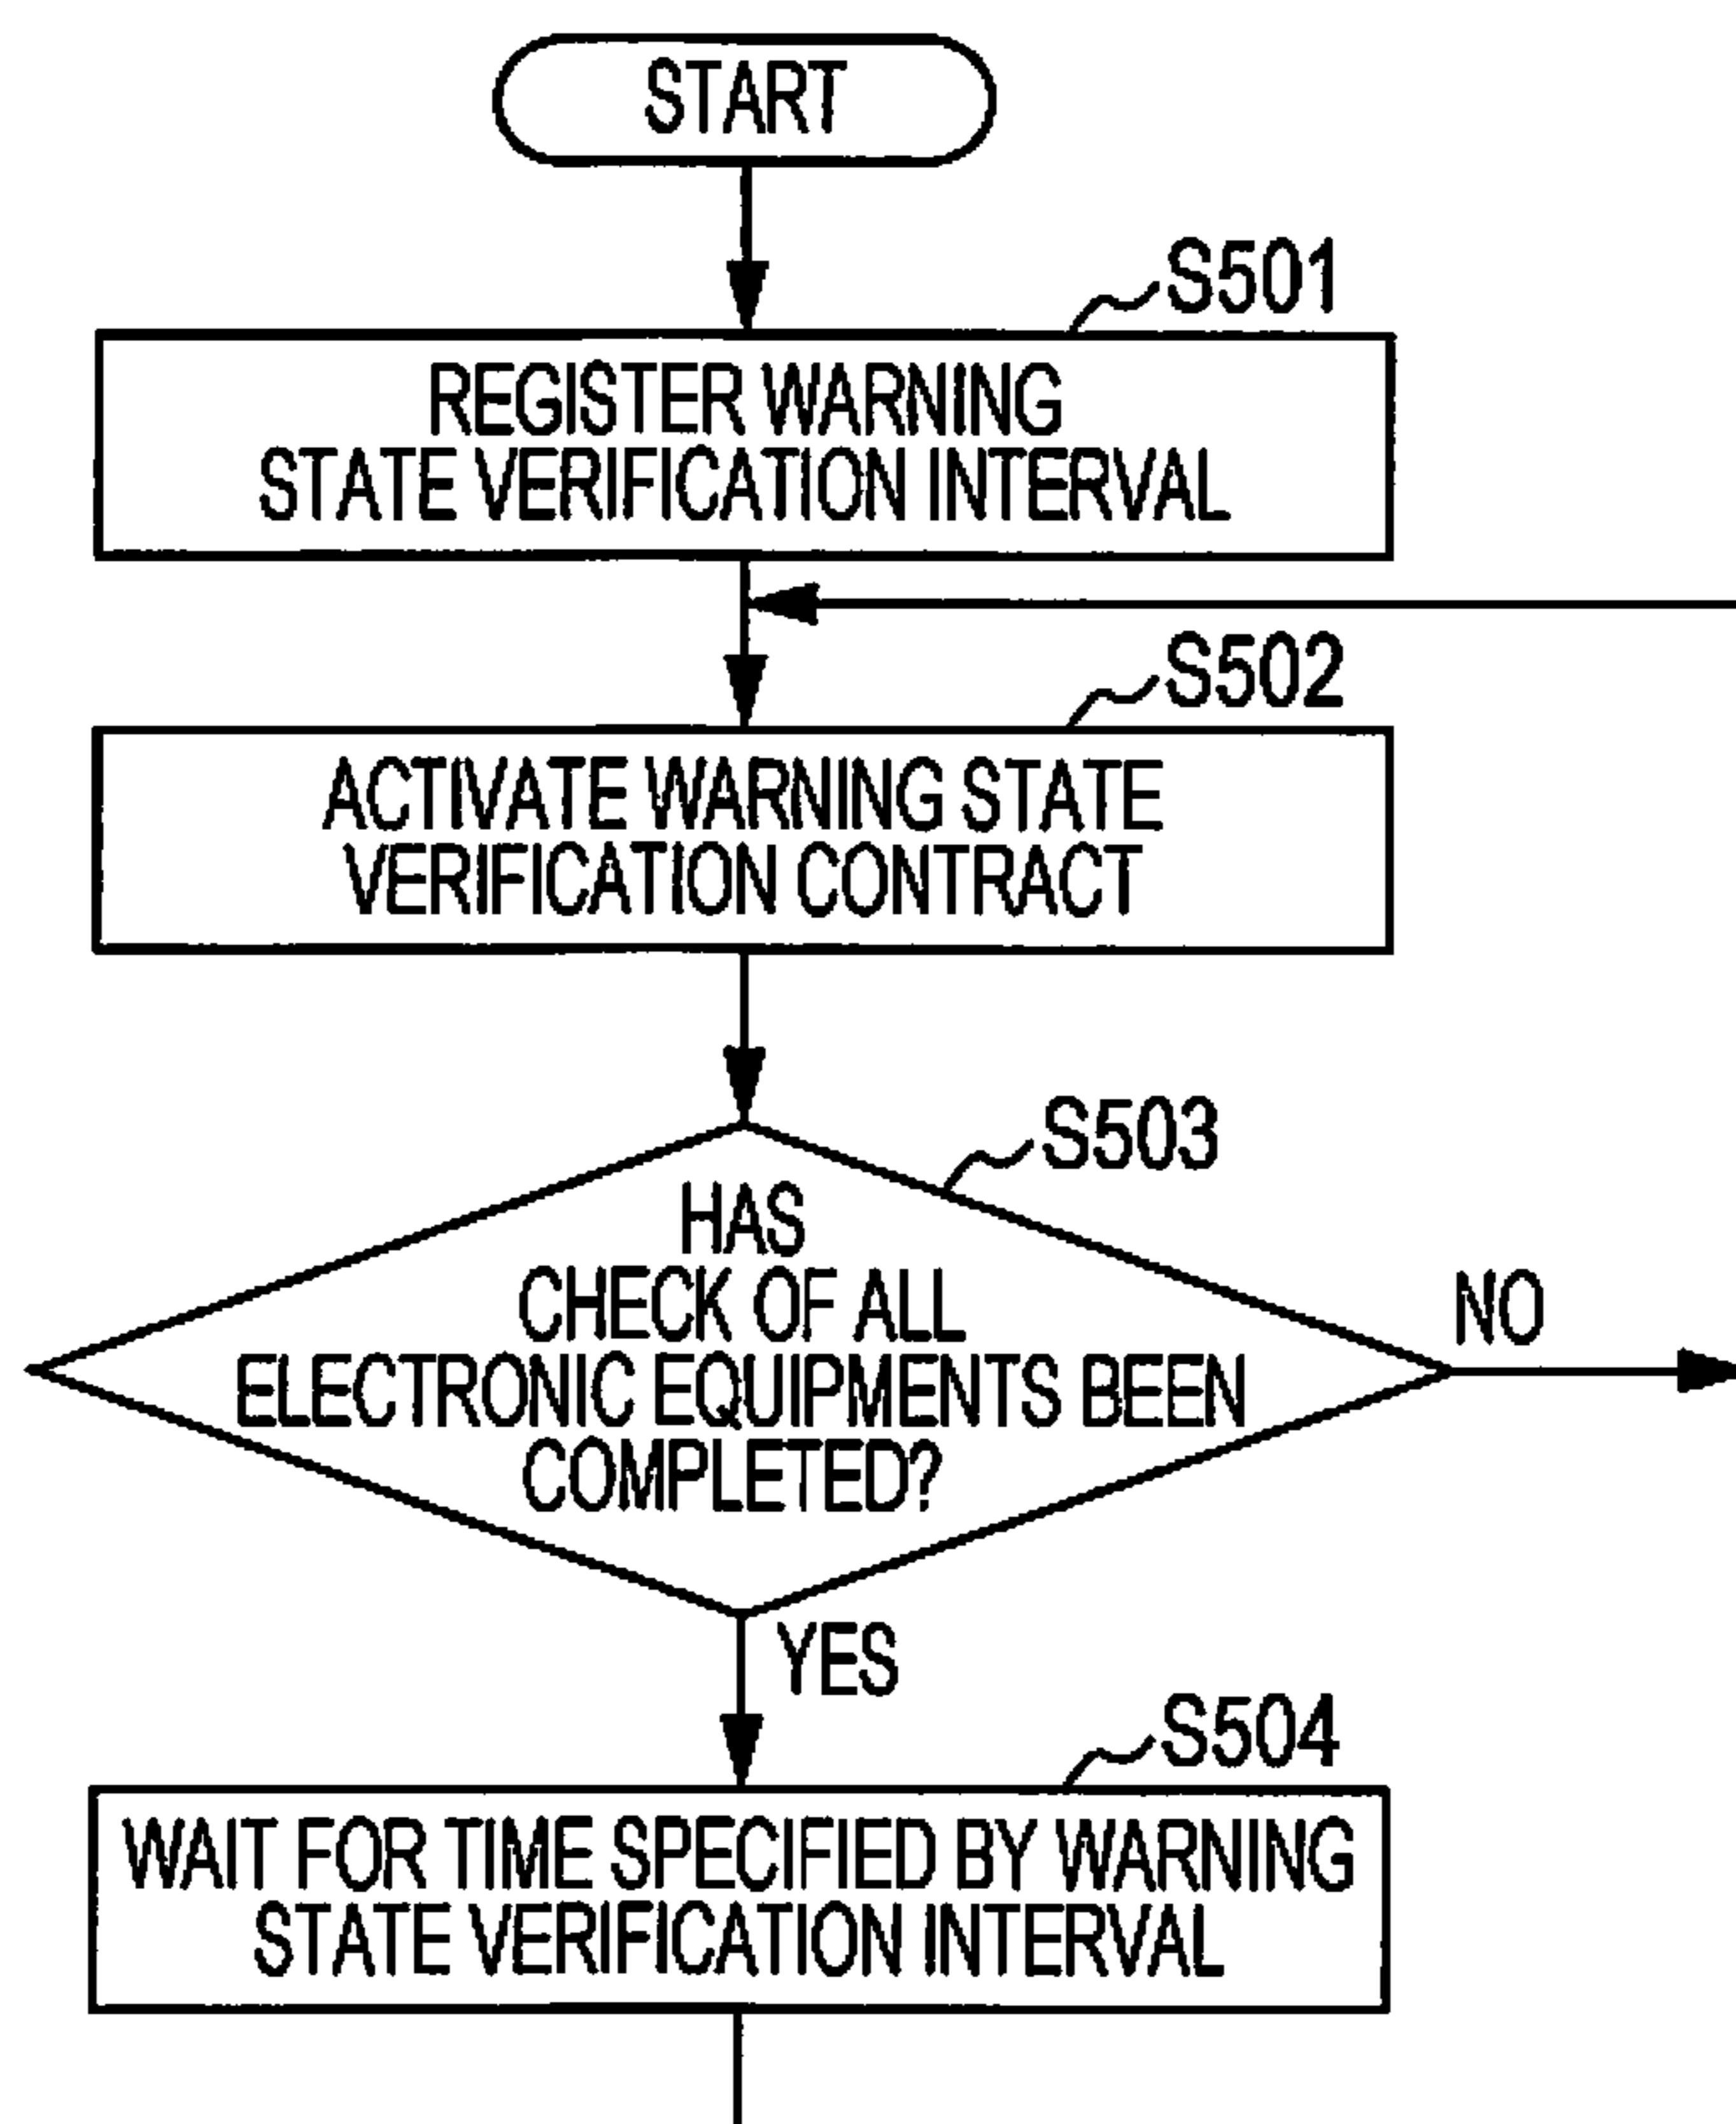 START
S501
REGISTER WARNING
STATE VERIFICATION INTERVAL
S502
ACTIVATE WARNING STATE
VERIFICATION CONTRACT
S503
HAS
CHECK OF ALL
ELECTRONIC EQUIPMENTS BEEN
COMPLETED?
NO
YES
S504
WAIT FOR TIME SPECIFIED BY WARNING
STATE VERIFICATION INTERVAL